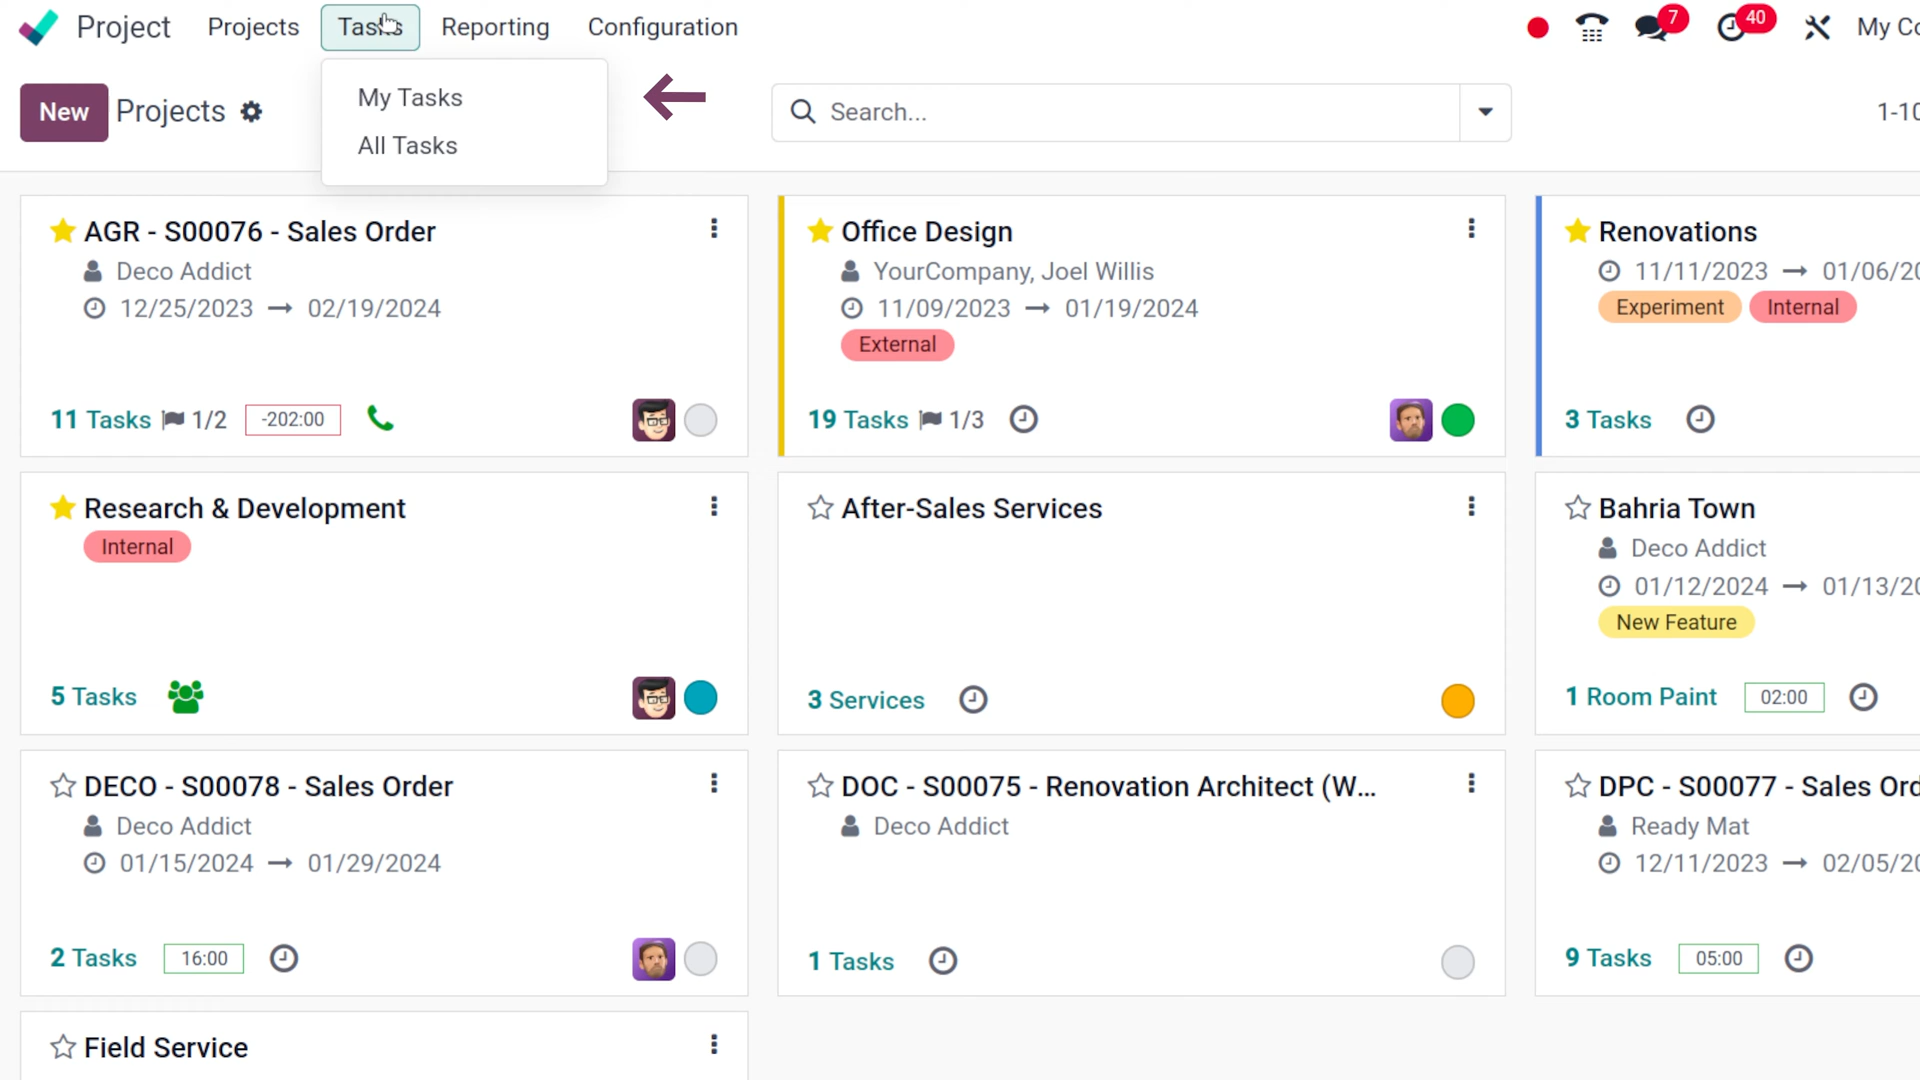 Project Projects Tasks Reporting Configuration 7 40 My Co
New Projects Search... 1-10
My Tasks
All Tasks
AGR - S00076 - Sales Order
Deco Addict
12/25/2023 → 02/19/2024
11 Tasks 1/2 -202:00
Office Design
YourCompany, Joel Willis
11/09/2023 → 01/19/2024
External
19 Tasks 1/3
Renovations
11/11/2023 → 01/06/20
Experiment Internal
3 Tasks
Research & Development
Internal
5 Tasks
After-Sales Services
3 Services
Bahria Town
Deco Addict
01/12/2024 → 01/13/20
New Feature
1 Room Paint 02:00
DECO - S00078 - Sales Order
Deco Addict
01/15/2024 → 01/29/2024
2 Tasks 16:00
DOC - S00075 - Renovation Architect (W...
Deco Addict
1 Tasks
DPC - S00077 - Sales Ord
Ready Mat
12/11/2023 → 02/05/20
9 Tasks 05:00
Field Service